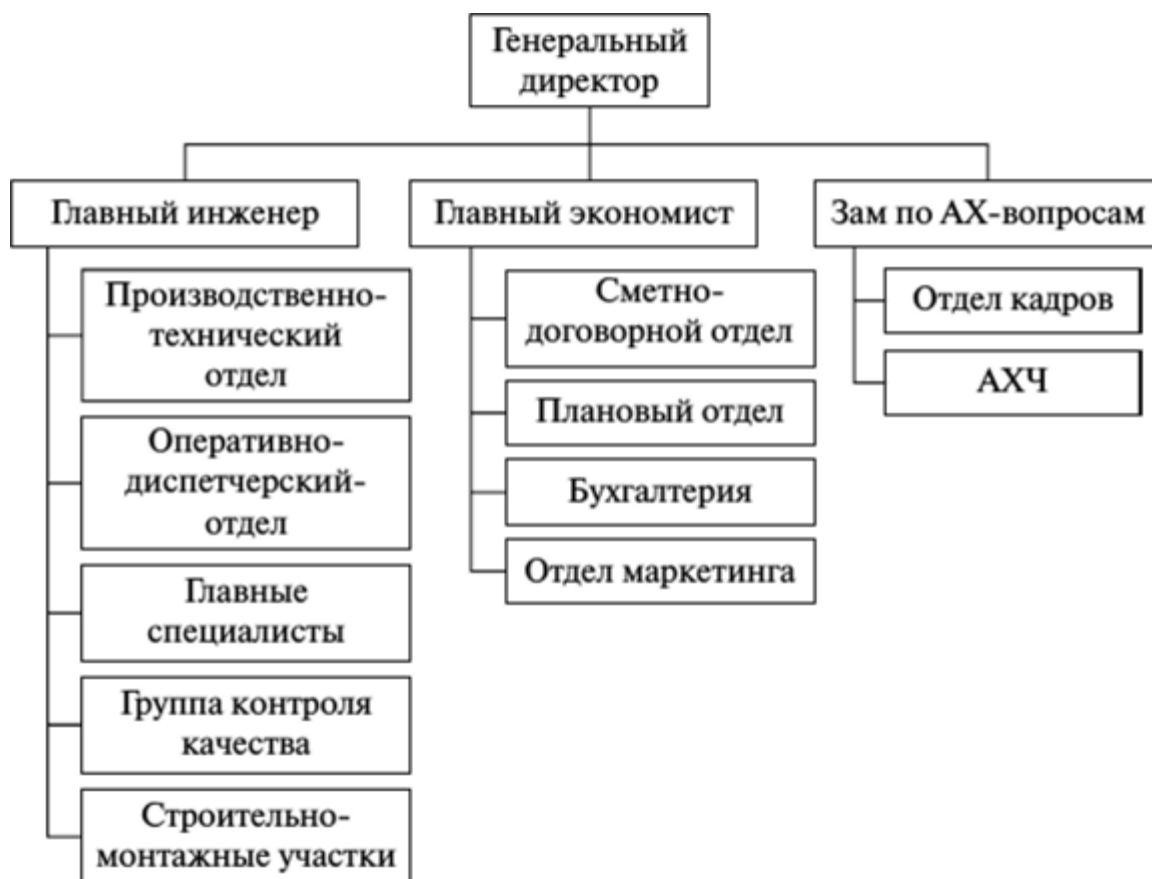 Генеральный
директор
Главный инженер
Главный экономист
Зам по АХ-вопросам
Производственно-
технический
отдел
Оперативно-
диспетчерский-
отдел
Главные
специалисты
Группа контроля
качества
Строительно-
монтажные участки
Сметно-
договорной отдел
Плановый отдел
Бухгалтерия
Отдел маркетинга
Отдел кадров
АХЧ